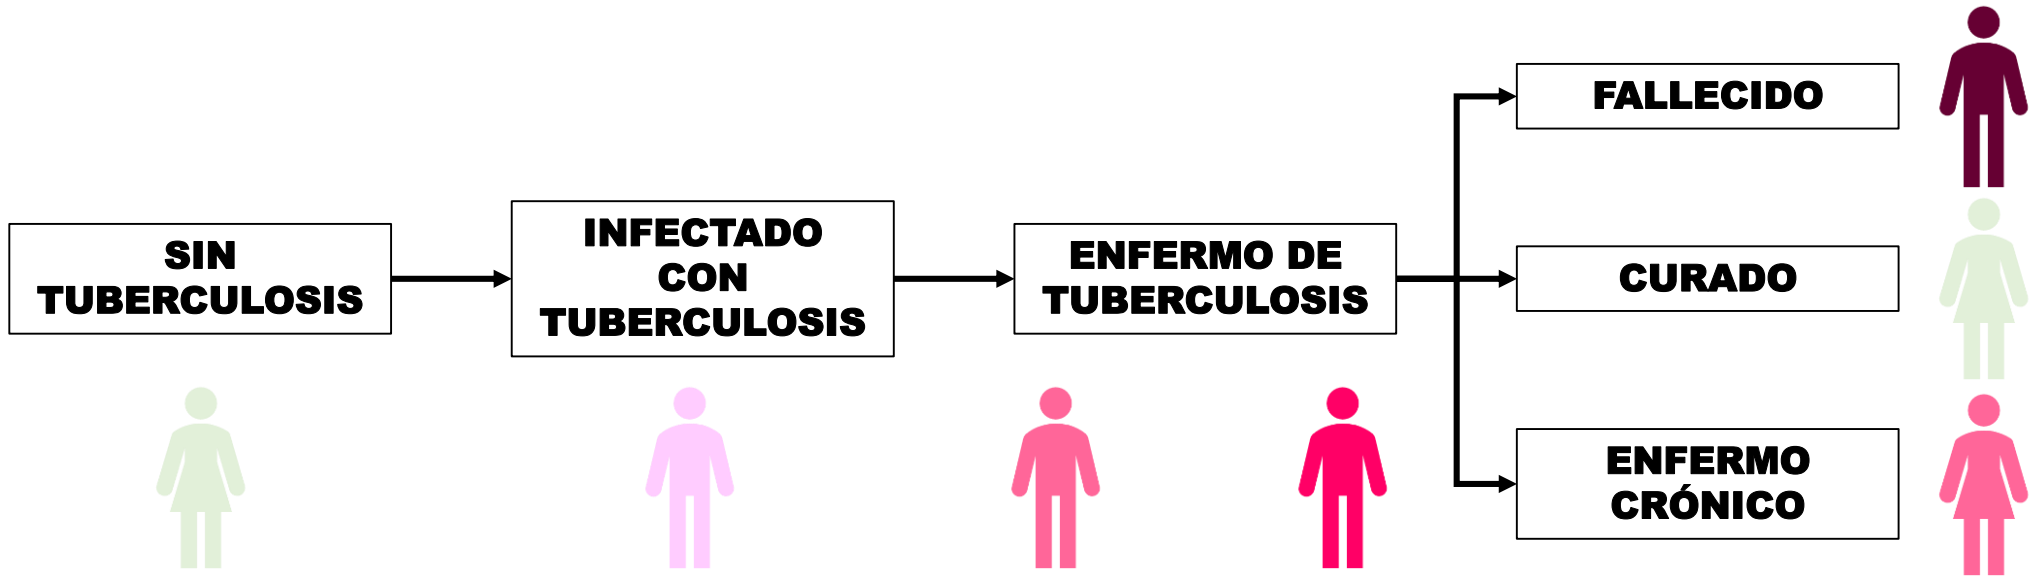 SIN
TUBERCULOSIS
INFECTADO
CON
TUBERCULOSIS
ENFERMO DE
TUBERCULOSIS
FALLECIDO
CURADO
ENFERMO
CRÓNICO